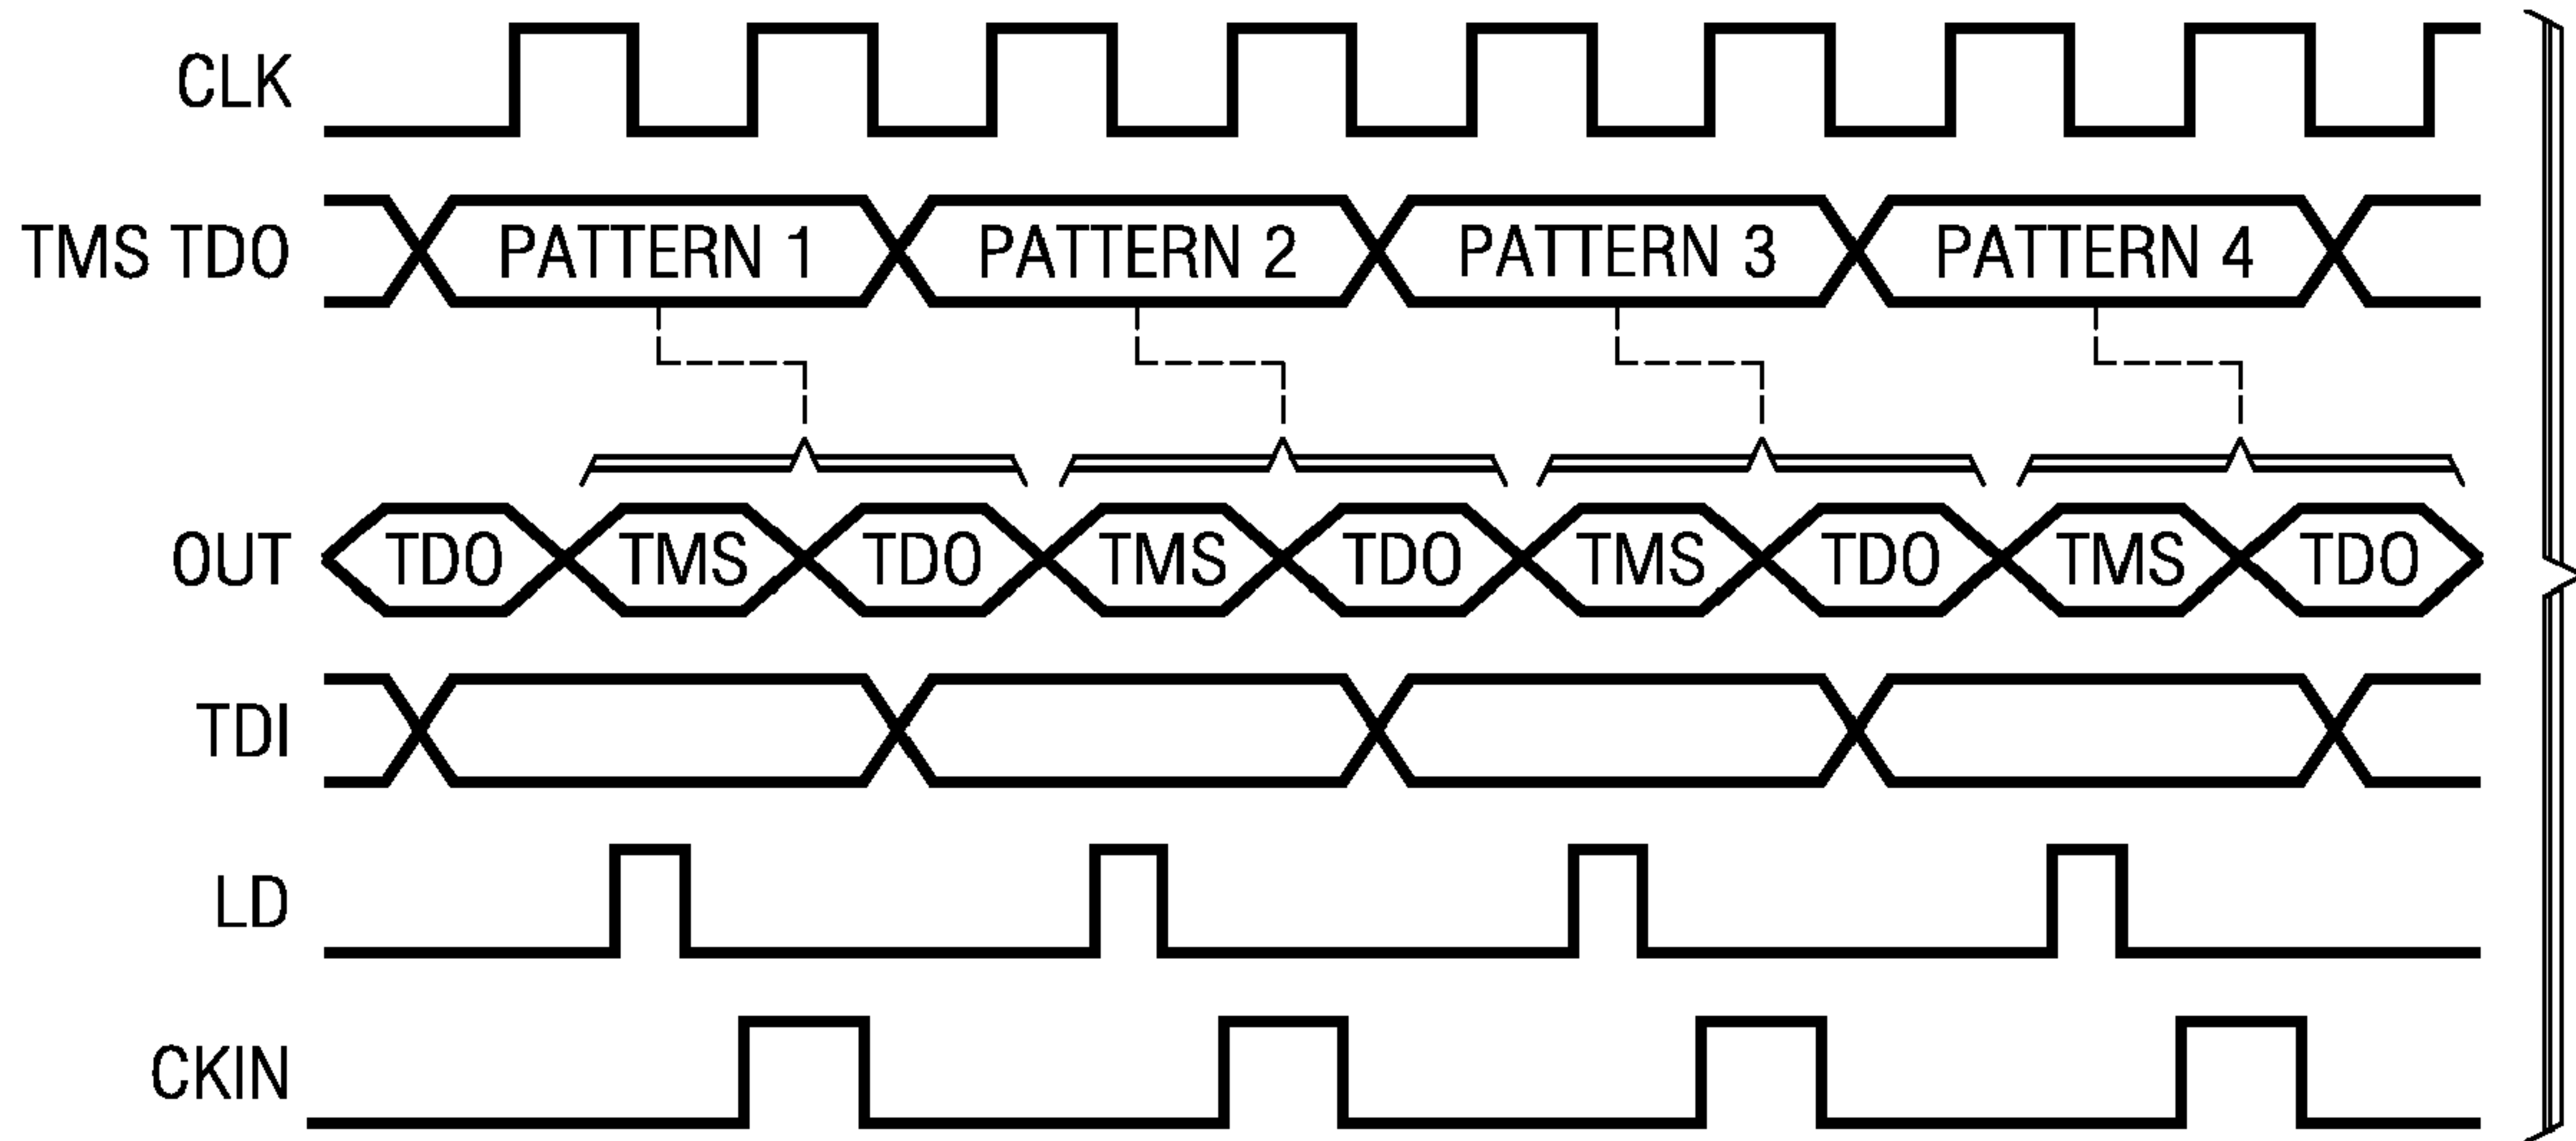 CLK
TMS TDO PATTERN 1 PATTERN 2 PATTERN 3 PATTERN 4
OUT TDO TMS TDO TMS TDO TMS TDO TMS TDO
TDI
LD
CKIN